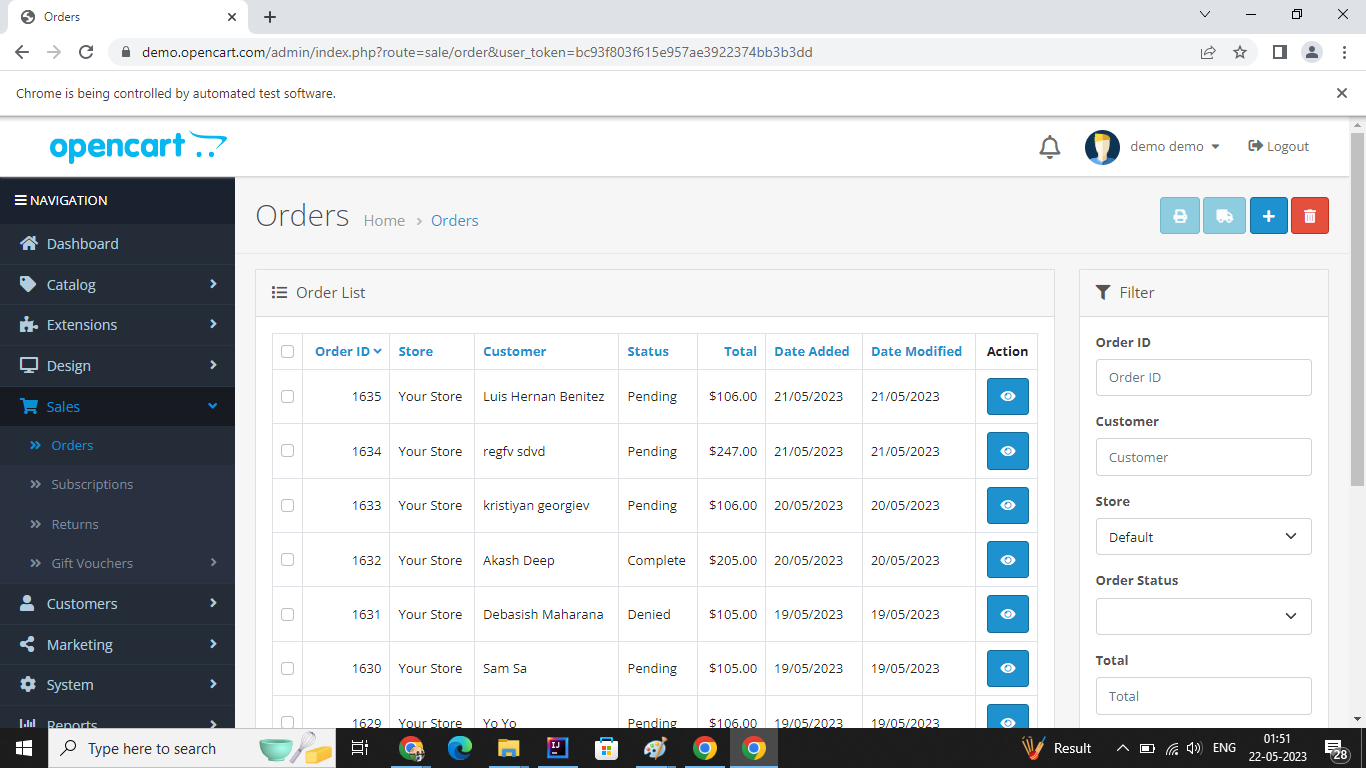 Orders
demo.opencart.com/admin/index.php?route=sale/order&user_token=bc93f803f615e957ae3922374bb3b3dd
Chrome is being controlled by automated test software.
opencart
demo demo
Logout
NAVIGATION
Dashboard
Catalog
Extensions
Design
Sales
Orders
Subscriptions
Returns
Gift Vouchers
Customers
Marketing
System
Reports
Orders Home > Orders
Order List
Order ID Store Customer Status Total Date Added Date Modified Action
1635 Your Store Luis Hernan Benitez Pending $106.00 21/05/2023 21/05/2023
1634 Your Store regfv sdvd Pending $247.00 21/05/2023 21/05/2023
1633 Your Store kristiyan georgiev Pending $106.00 20/05/2023 20/05/2023
1632 Your Store Akash Deep Complete $205.00 20/05/2023 20/05/2023
1631 Your Store Debasish Maharana Denied $105.00 19/05/2023 19/05/2023
1630 Your Store Sam Sa Pending $105.00 19/05/2023 19/05/2023
1629 Your Store Yo Yo Pending $106.00 19/05/2023 19/05/2023
Filter
Order ID
Order ID
Customer
Customer
Store
Default
Order Status
Total
Total
Type here to search
IJ
Result
ENG
01:51
22-05-2023
28